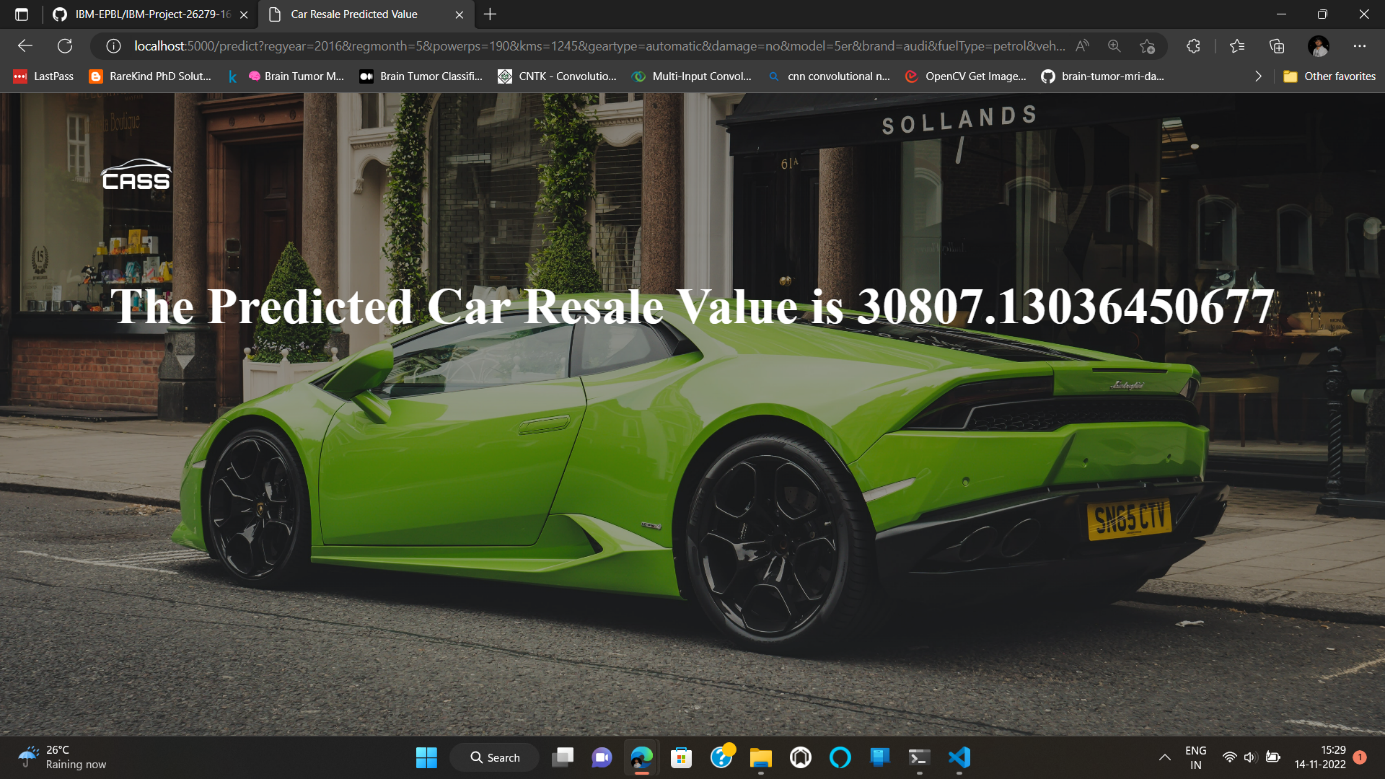 IBM-EPBL/IBM-Project-26279-16
Car Resale Predicted Value
localhost:5000/predict?regyear=2016&regmonth=5&powerps=190&kms=1245&geartype=automatic&damage=no&model=5er&brand=audi&fuelType=petrol&veh...
LastPass
RareKind PhD Solut...
Brain Tumor M...
Brain Tumor Classifi...
CNTK - Convolutio...
Multi-Input Convol...
cnn convolutional n...
OpenCV Get Image...
brain-tumor-mri-da...
Other favorites
SOLLANDS
61A
CASS
15
The Predicted Car Resale Value is 30807.13036450677
SN65 CTV
26°C
Raining now
Search
ENG
IN
15:29
14-11-2022
1